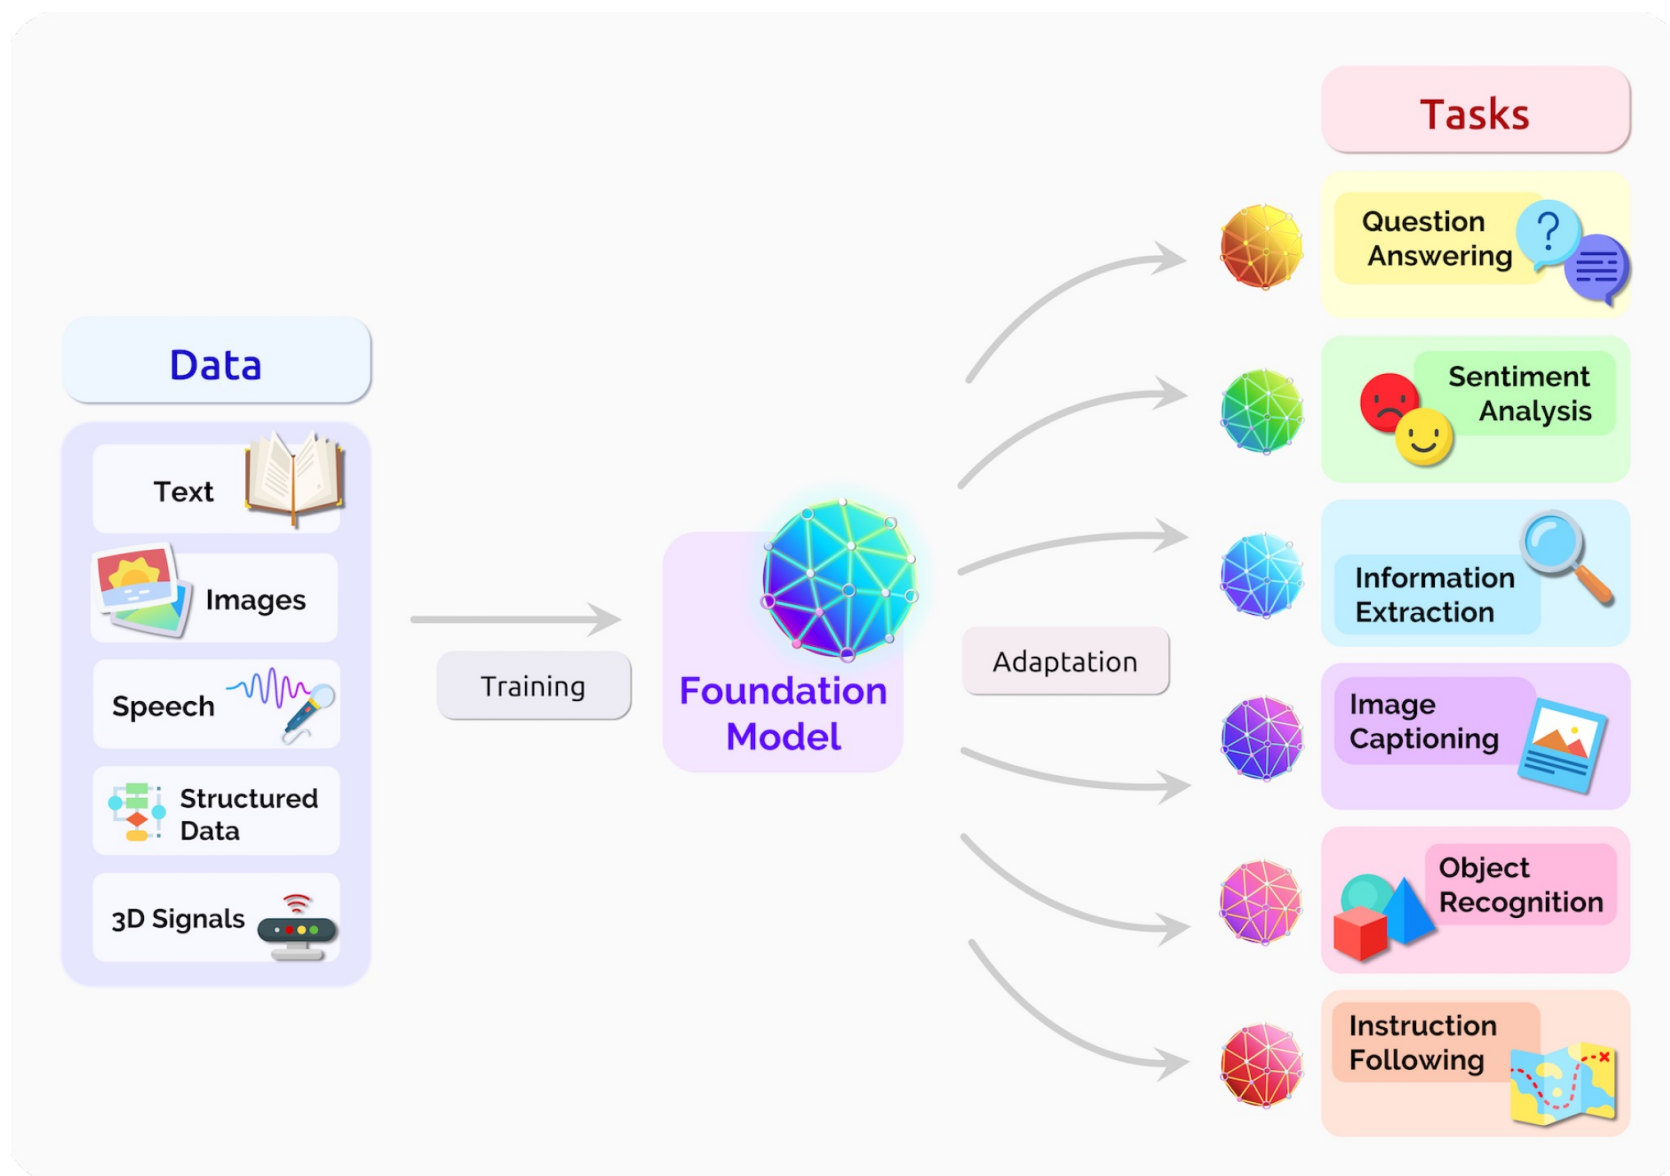 Data
Text
Images
Speech
Structured
Data
3D Signals
Training
Foundation
Model
Adaptation
Tasks
Question
Answering
?
Sentiment
Analysis
Information
Extraction
Image
Captioning
Object
Recognition
Instruction
Following